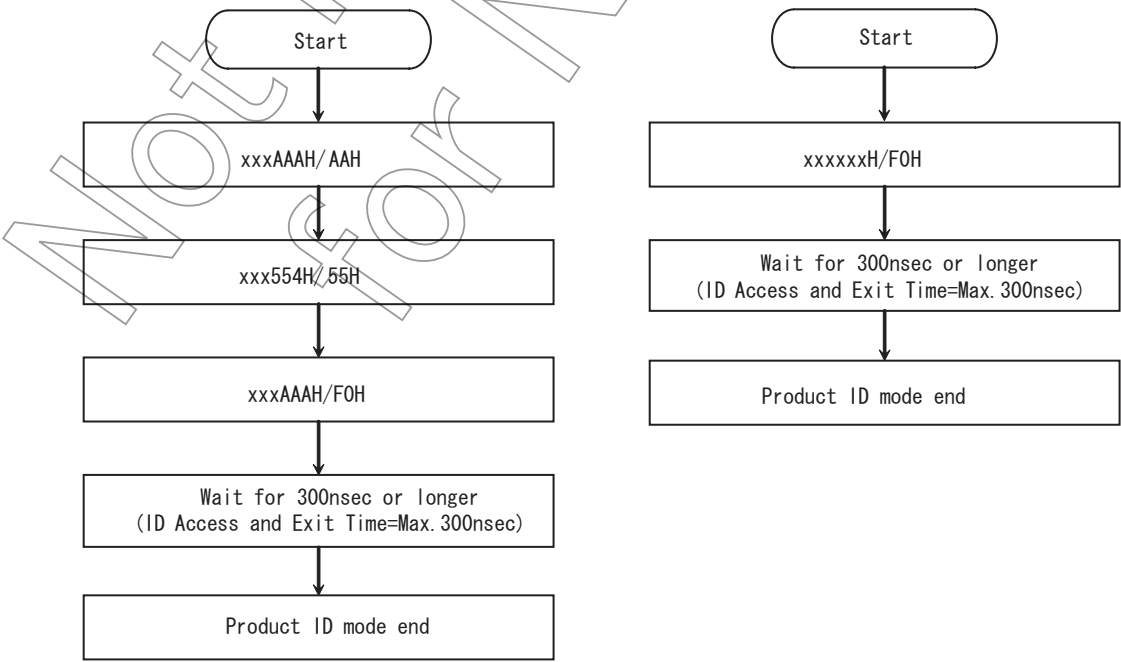 Start
xxxAAAH/AAH
xxx554H/55H
xxxAAAH/F0H
Wait for 300nsec or longer
(ID Access and Exit Time=Max.300nsec)
Product ID mode end
Start
xxxxxxH/F0H
Wait for 300nsec or longer
(ID Access and Exit Time=Max.300nsec)
Product ID mode end
Not
for